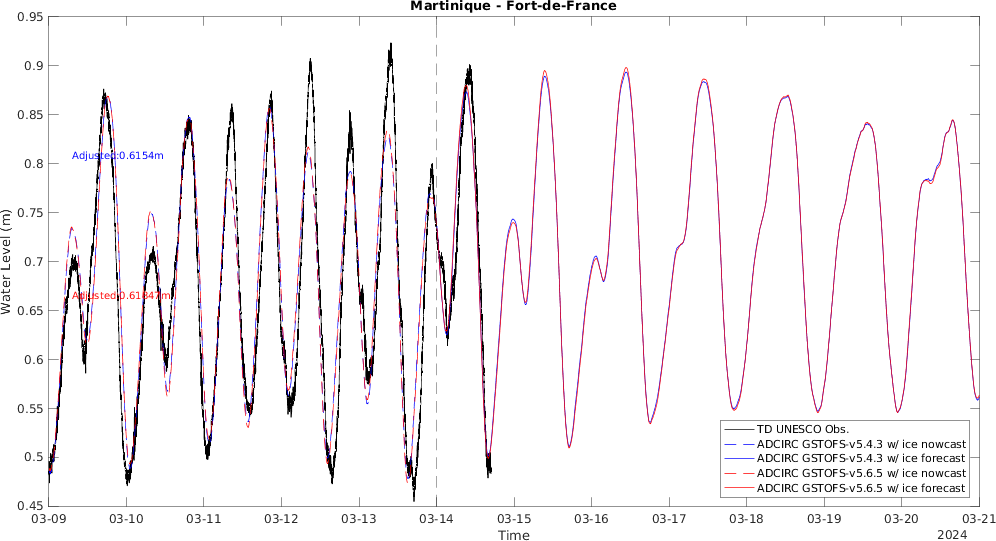 Martinique - Fort-de-France
0.95
0.9
0.85
0.8
0.75
0.7
0.65
0.6
0.55
0.5
0.45
Water Level (m)
Adjusted:0.6154m
Adjusted:0.61847m
TD UNESCO Obs.
ADCIRC GSTOFS-v5.4.3 w/ ice nowcast
ADCIRC GSTOFS-v5.4.3 w/ ice forecast
ADCIRC GSTOFS-v5.6.5 w/ ice nowcast
ADCIRC GSTOFS-v5.6.5 w/ ice forecast
03-09 03-10 03-11 03-12 03-13 03-14 03-15 03-16 03-17 03-18 03-19 03-20 03-21
Time
2024